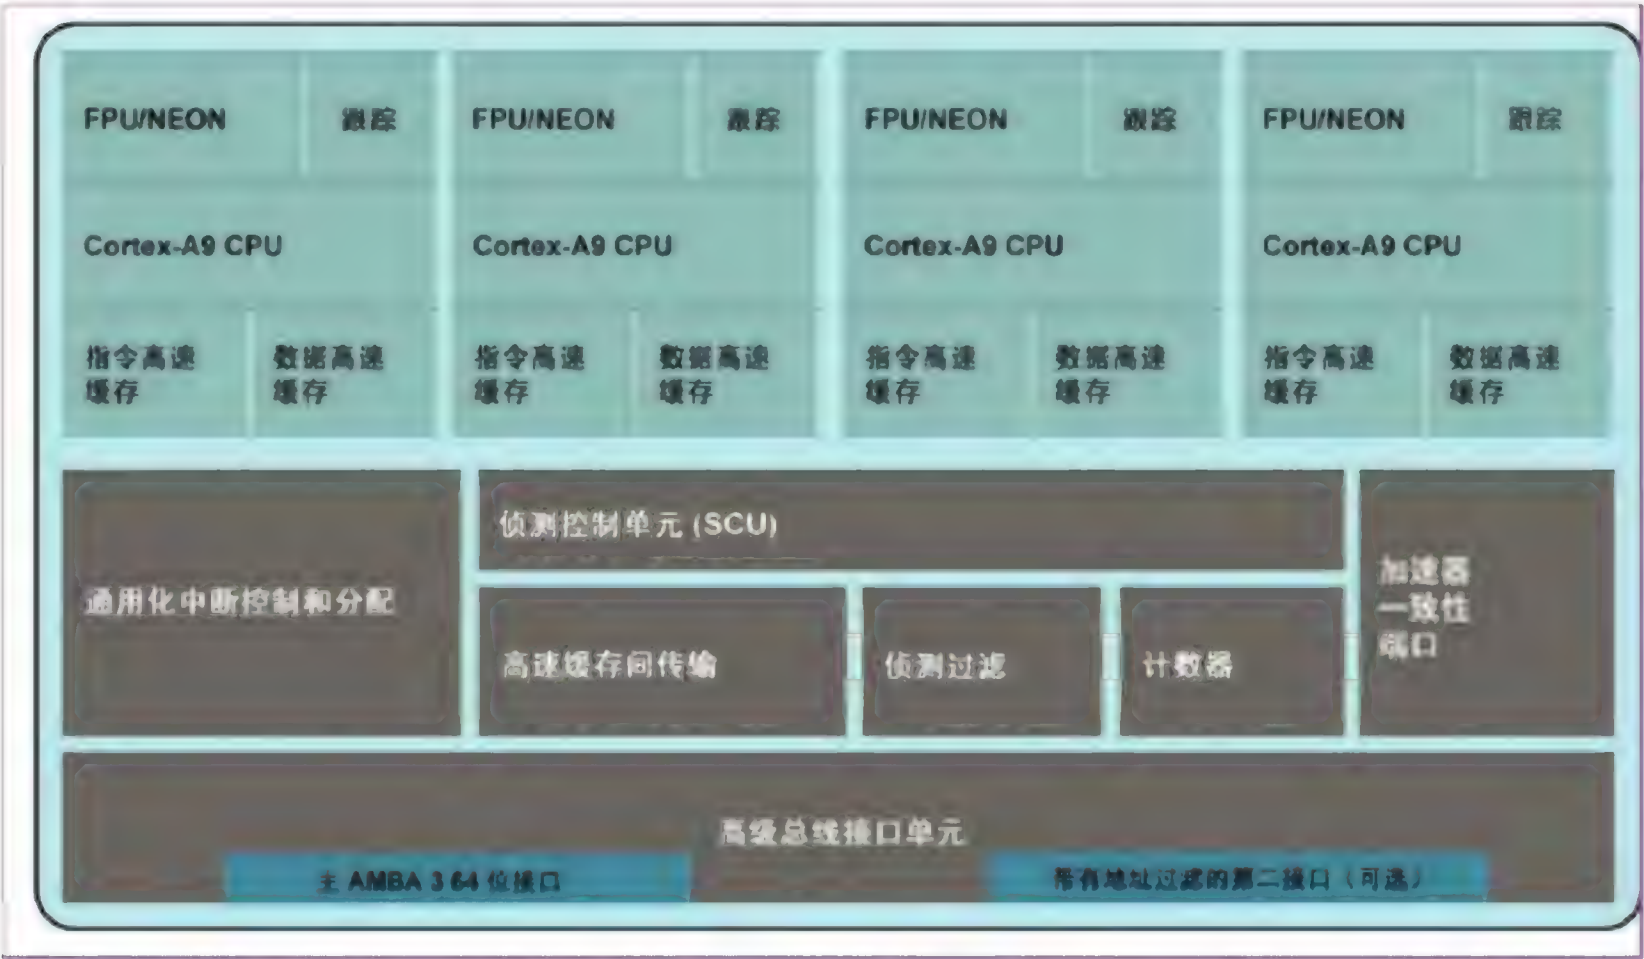 FPU/NEON 跟踪 FPU/NEON 跟踪 FPU/NEON 跟踪 FPU/NEON 跟踪
Cortex-A9 CPU Cortex-A9 CPU Cortex-A9 CPU Cortex-A9 CPU
指令高速 数据高速 指令高速 数据高速 指令高速 数据高速 指令高速 数据高速
缓存 缓存 缓存 缓存 缓存 缓存 缓存 缓存
通用化中断控制和分配
侦测控制单元 (SCU)
高速缓存间传输
侦测过滤
计数器
加速器
一致性
端口
高级总线接口单元
主 AMBA 3 64 位接口
带有地址过滤的第二接口（可选）